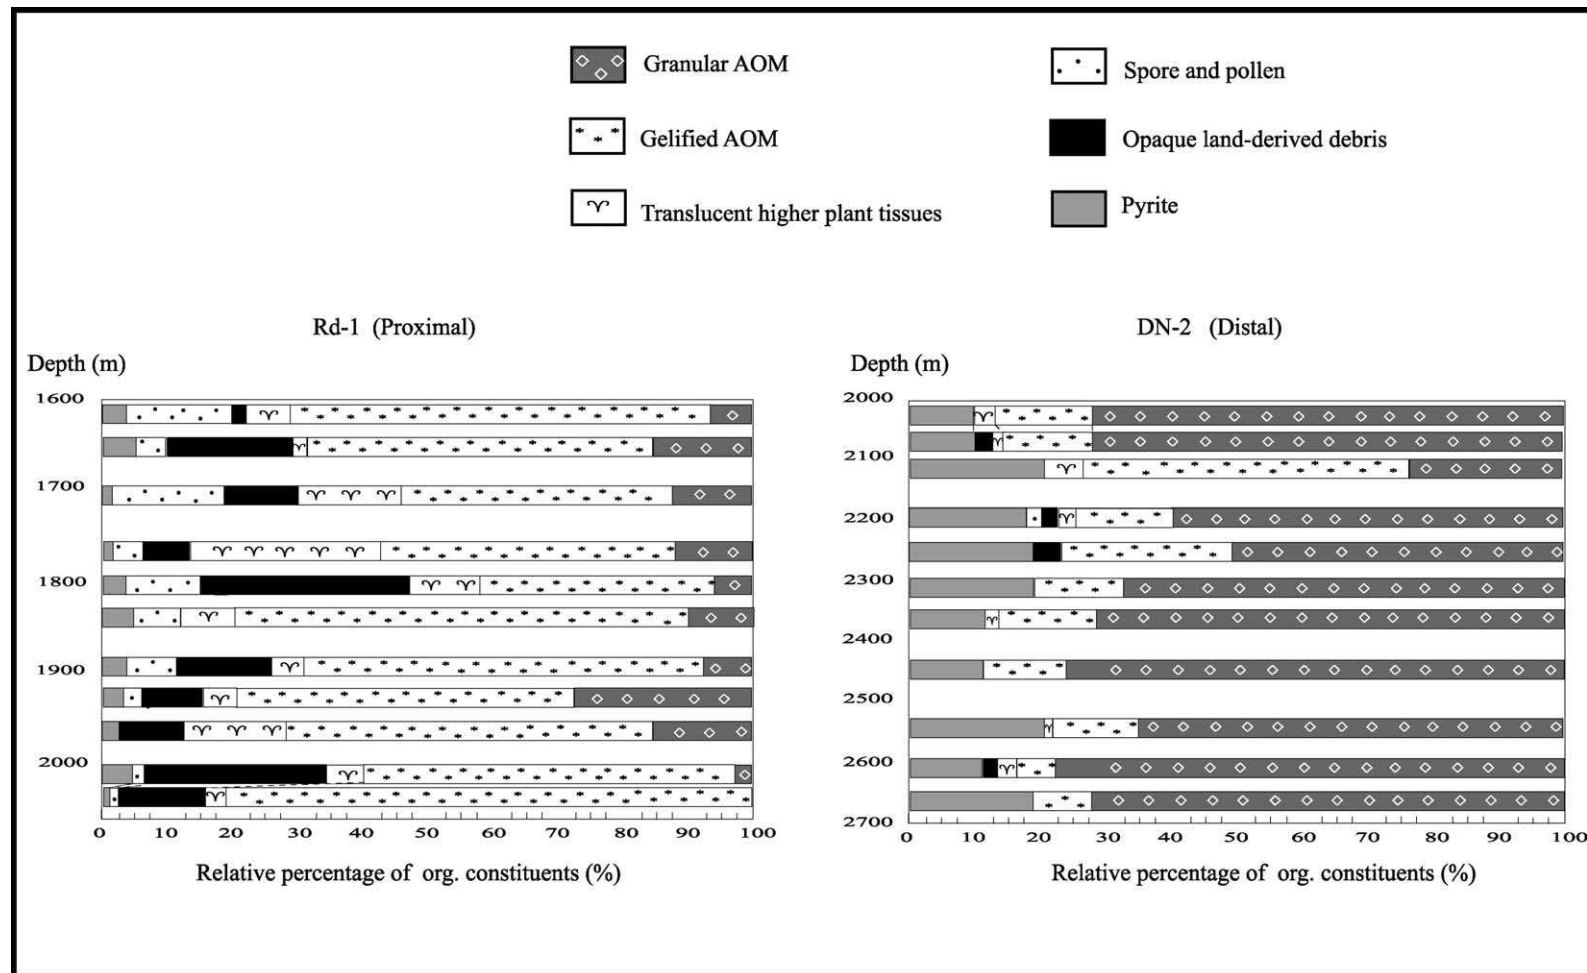 Granular AOM
Spore and pollen
Gelified AOM
Opaque land-derived debris
Translucent higher plant tissues
Pyrite
Rd-1 (Proximal)
DN-2 (Distal)
Depth (m)
Depth (m)
1600
1700
1800
1900
2000
0 10 20 30 40 50 60 70 80 90 100
Relative percentage of org. constituents (%)
2000
2100
2200
2300
2400
2500
2600
2700
0 10 20 30 40 50 60 70 80 90 100
Relative percentage of org. constituents (%)